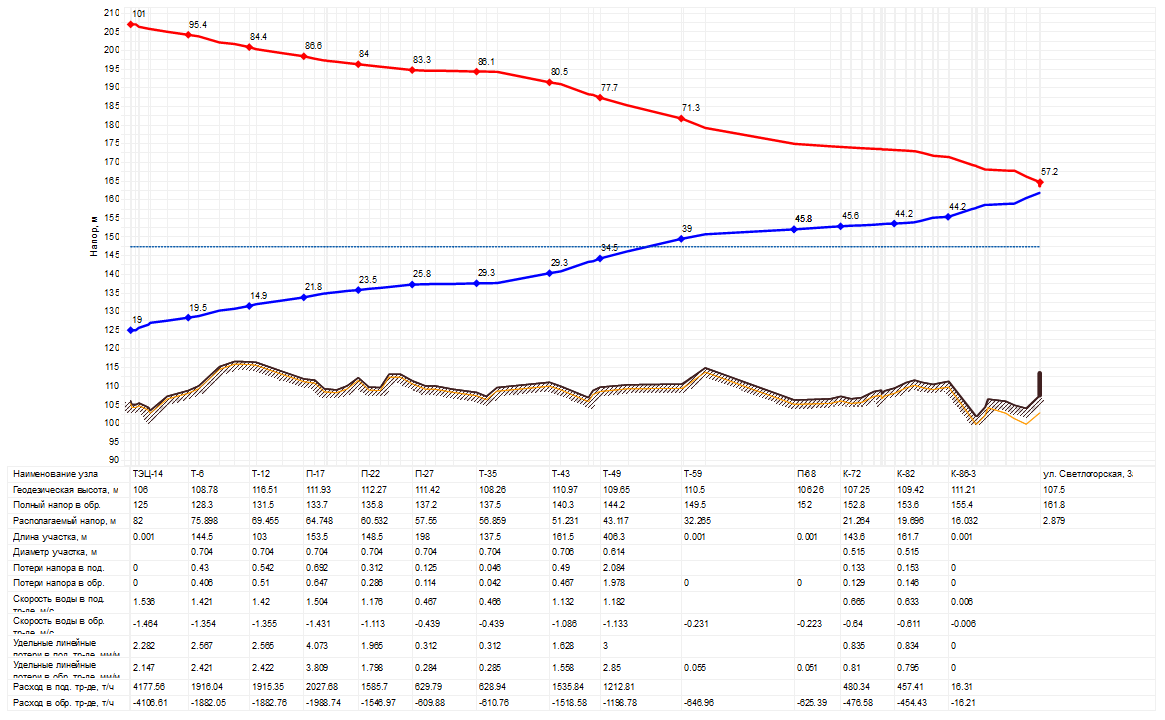 210
101
205
95.4
200
84.4
86.6
84
83.3
86.1
195
80.5
190
77.7
185
71.3
180
175
170
165
57.2
160
155
45.8
45.6
44.2
44.2
150
39
Напор, м
145
34.5
140
29.3
29.3
135
25.8
23.5
21.8
130
14.9
19.5
125
19
120
115
110
105
100
95
90
Наименование узла ТЭЦ-14 Т-6 Т-12 П-17 П-22 П-27 Т-35 Т-43 Т-49 Т-59 П-68 К-72 К-82 К-86-3 ул. Светлогорская, 3
Геодезическая высота, м 106 108.78 116.51 111.93 112.27 111.42 108.26 110.97 109.65 110.5 106.26 107.25 109.42 111.21 107.5
Полный напор в обр. 125 128.3 131.5 133.7 135.8 137.2 137.5 140.3 144.2 149.5 152 152.8 153.6 155.4 161.8
Располагаемый напор, м 82 75.898 69.455 64.748 60.532 57.55 56.859 51.231 43.117 32.265 21.264 19.696 16.032 2.879
Длина участка, м 0.001 144.5 103 153.5 148.5 198 137.5 161.5 406.3 0.001 0.001 143.6 161.7 0.001
Диаметр участка, м 0.704 0.704 0.704 0.704 0.704 0.704 0.706 0.614 0.515 0.515
Потери напора в под. 0 0.43 0.542 0.692 0.312 0.125 0.046 0.49 2.084 0.133 0.153 0
Потери напора в обр. 0 0.406 0.51 0.647 0.286 0.114 0.042 0.467 1.978 0 0 0.129 0.146 0
Скорость воды в под.
тр-де, м/с 1.536 1.421 1.42 1.504 1.176 0.467 0.466 1.132 1.182 0.665 0.633 0.006
Скорость воды в обр.
тр-де, м/с -1.464 -1.354 -1.355 -1.431 -1.113 -0.439 -0.439 -1.086 -1.133 -0.231 -0.223 -0.64 -0.611 -0.006
Удельные линейные
потери в под. тр-де, мм/м 2.282 2.567 2.565 4.073 1.965 0.312 0.312 1.628 3 0.835 0.834 0
Удельные линейные
потери в обр. тр-де, мм/м 2.147 2.421 2.422 3.809 1.798 0.284 0.285 1.558 2.85 0.055 0.051 0.81 0.795 0
Расход в под. тр-де, т/ч 4177.56 1916.04 1915.35 2027.68 1585.7 629.79 628.94 1535.84 1212.81 480.34 457.41 16.31
Расход в обр. тр-де, т/ч -4106.61 -1882.05 -1882.76 -1988.74 -1546.97 -609.88 -610.76 -1518.58 -1198.78 -646.96 -625.39 -476.58 -454.43 -16.21